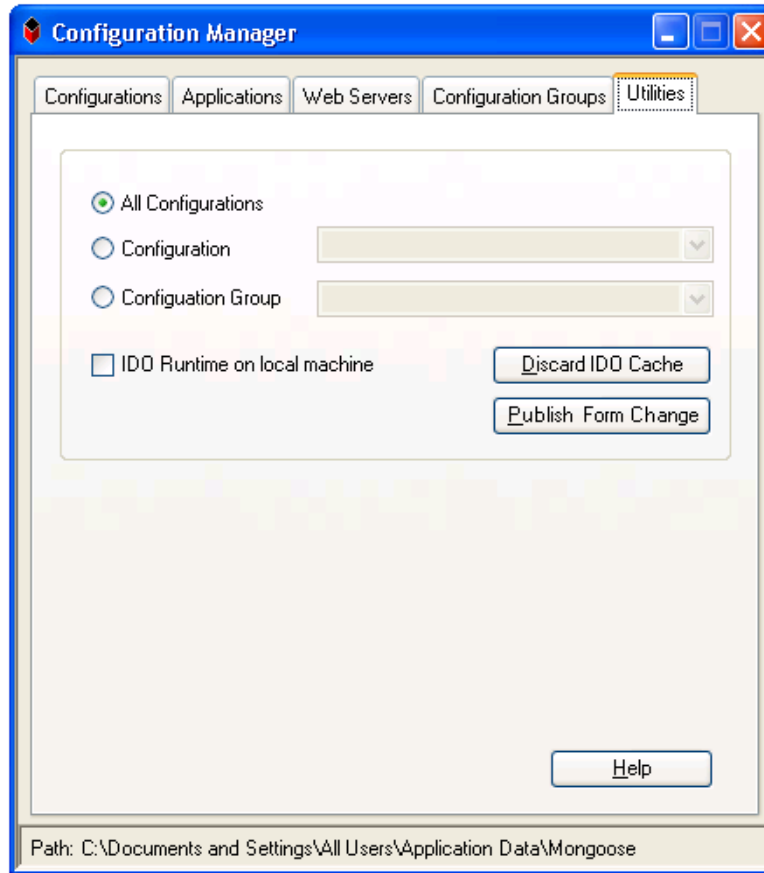 Configuration Manager
Configurations Applications Web Servers Configuration Groups Utilities
All Configurations
Configuration
Configuation Group
IDO Runtime on local machine Discard IDO Cache
Publish Form Change
Help
Path: C:\Documents and Settings\All Users\Application Data\Mongoose